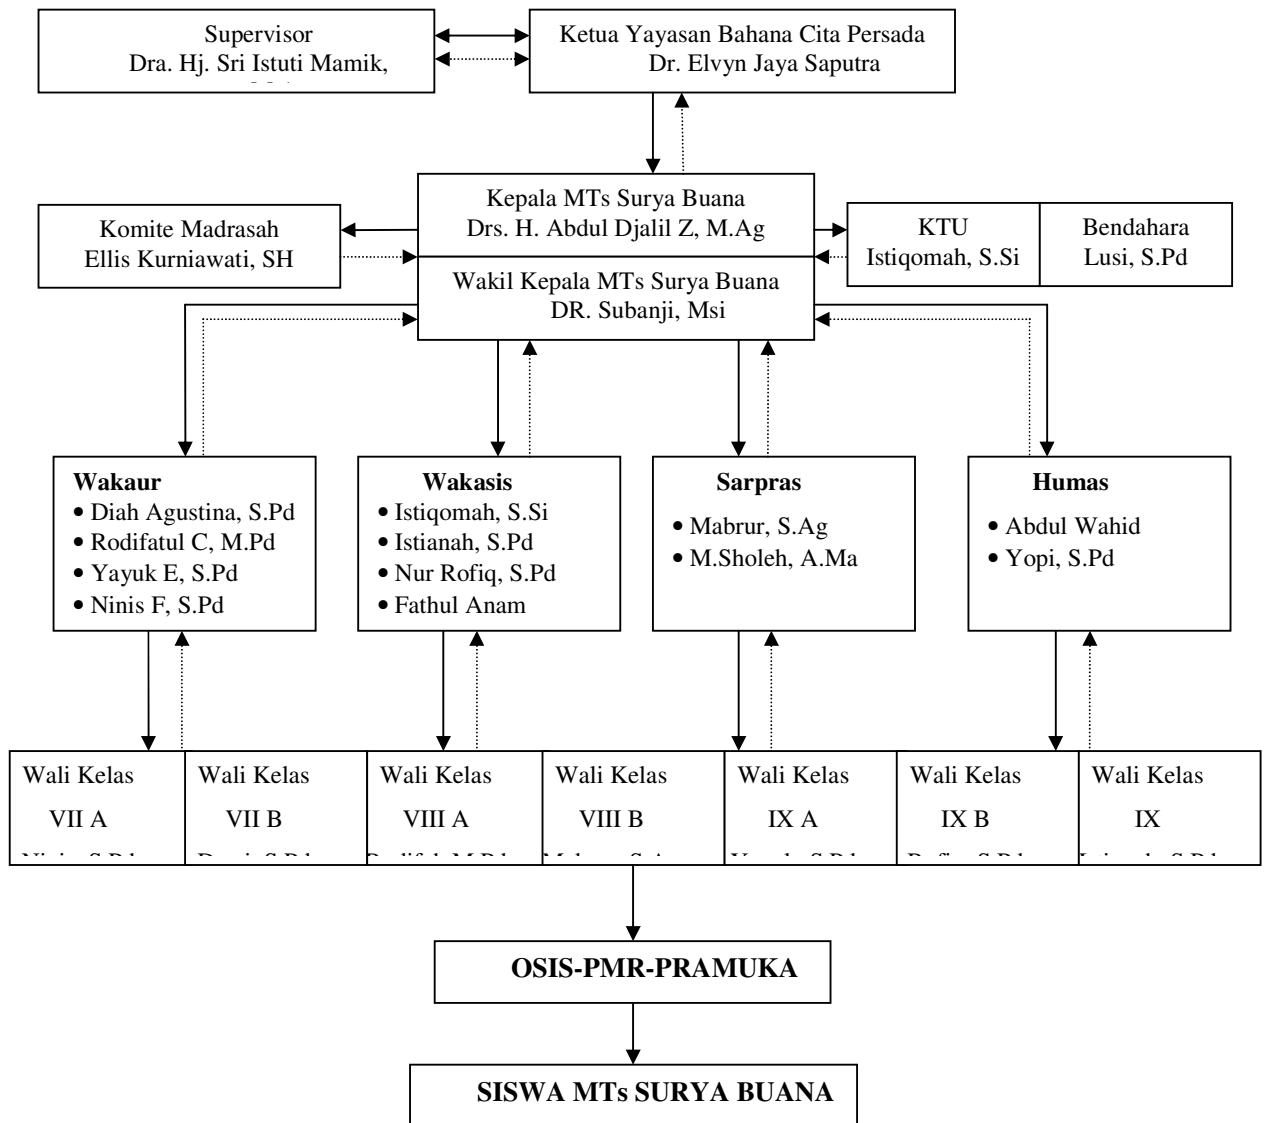 Supervisor
Dra. Hj. Sri Istuti Mamik,
Ketua Yayasan Bahana Cita Persada
Dr. Elvyn Jaya Saputra
Komite Madrasah
Ellis Kurniawati, SH
Kepala MTs Surya Buana
Drs. H. Abdul Djalil Z, M.Ag
Wakil Kepala MTs Surya Buana
DR. Subanji, Msi
KTU
Istiqomah, S.Si
Bendahara
Lusi, S.Pd
Wakaur
• Diah Agustina, S.Pd
• Rodifatul C, M.Pd
• Yayuk E, S.Pd
• Ninis F, S.Pd
Wakasis
• Istiqomah, S.Si
• Istianah, S.Pd
• Nur Rofiq, S.Pd
• Fathul Anam
Sarpras
• Mabrur, S.Ag
• M.Sholeh, A.Ma
Humas
• Abdul Wahid
• Yopi, S.Pd
Wali Kelas
VII A
Wali Kelas
VII B
Wali Kelas
VIII A
Wali Kelas
VIII B
Wali Kelas
IX A
Wali Kelas
IX B
Wali Kelas
IX
OSIS-PMR-PRAMUKA
SISWA MTs SURYA BUANA